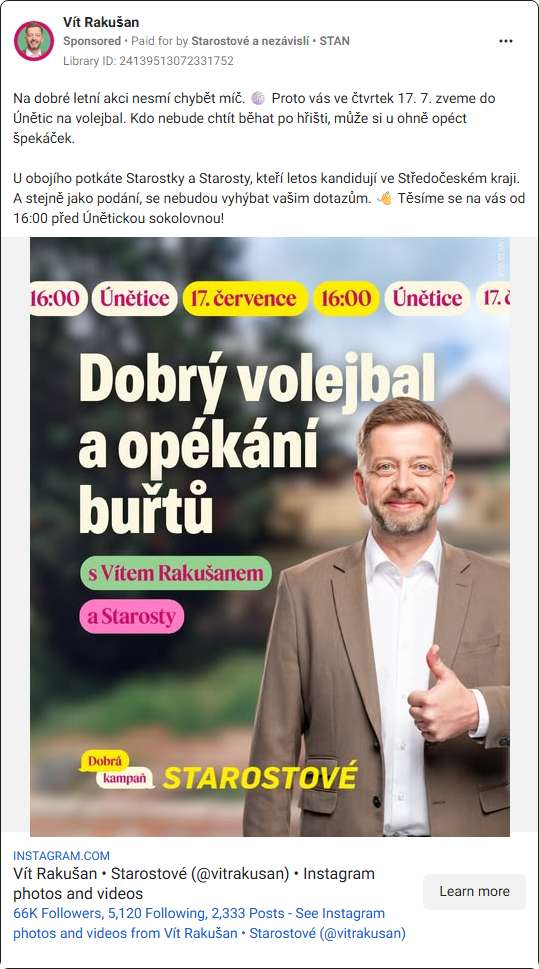 Vít Rakušan
Sponsored • Paid for by Starostové a nezávislí • STAN
Library ID: 24139513072331752
Na dobré letní akci nesmí chybět míč. 🏐 Proto vás ve čtvrtek 17. 7. zveme do
Únětic na volejbal. Kdo nebude chtít běhat po hřišti, může si u ohně opéct
špekáček.
U obojího potkáte Starostky a Starosty, kteří letos kandidují ve Středočeském kraji.
A stejně jako podání, se nebudou vyhýbat vašim dotazům. 👋 Těsíme se na vás od
16:00 před Únětickou sokolovnou!
16:00 Únětice 17. července 16:00 Únětice 17. č
Dobrý volejbal
a opékání
buřtů
s Vítem Rakušanem
a Starosty
Dobrá
kampaň
STAROSTOVÉ
INSTAGRAM.COM
Vít Rakušan • Starostové (@vitrakusan) • Instagram
photos and videos
Learn more
66K Followers, 5,120 Following, 2,333 Posts - See Instagram
photos and videos from Vít Rakušan • Starostové (@vitrakusan)